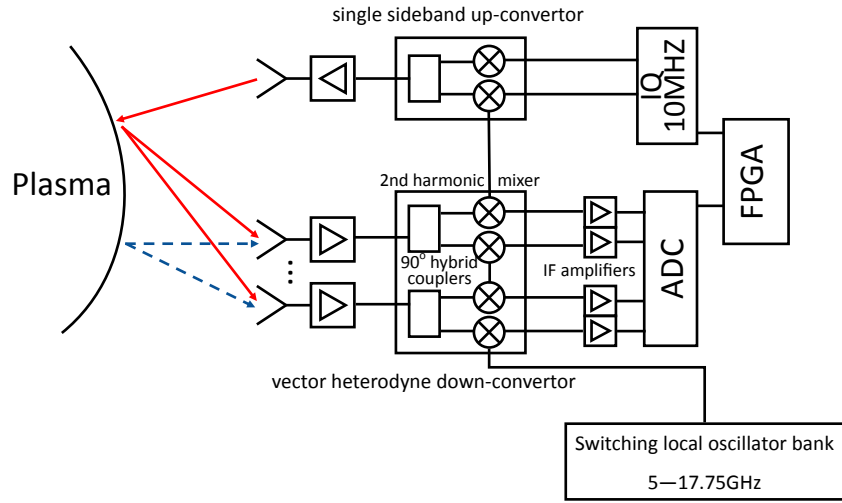 single sideband up-convertor
IQ
10MHZ
FPGA
Plasma
2nd harmonic mixer
90° hybrid
couplers
IF amplifiers
ADC
vector heterodyne down-convertor
Switching local oscillator bank
5—17.75GHz